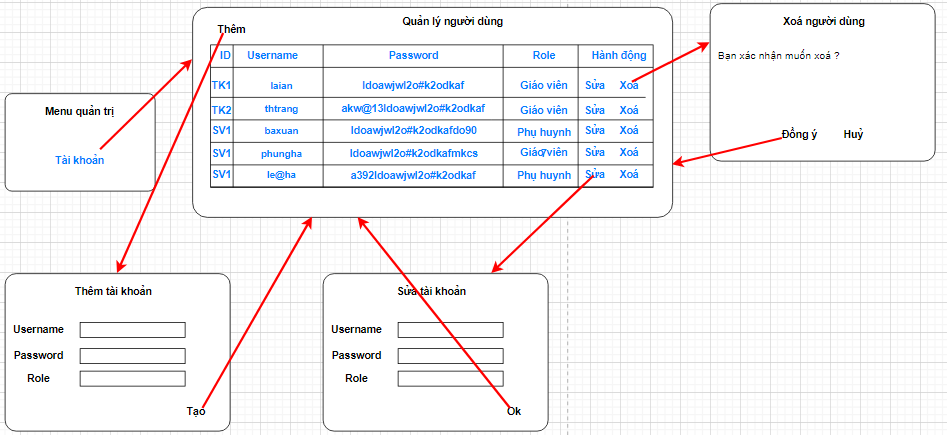 Quản lý người dùng
Thêm
ID Username Password Role Hành động
TK1 laian ldoawjwl2o#k2odkaf Giáo viên Sửa Xoá
TK2 thtrang akw@13ldoawjwl2o#k2odkaf Giáo viên Sửa Xoá
SV1 baxuan ldoawjwl2o#k2odkafdo90 Phụ huynh Sửa Xoá
SV1 phungha ldoawjwl2o#k2odkafmkcs Giáo viên Sửa Xoá
SV1 le@ha a392ldoawjwl2o#k2odkaf Phụ huynh Sửa Xoá
Xoá người dùng
Bạn xác nhận muốn xoá ?
Đồng ý Huỷ
Menu quản trị
Tài khoản
Thêm tài khoản
Username
Password
Role
Tạo
Sửa tài khoản
Username
Password
Role
Ok